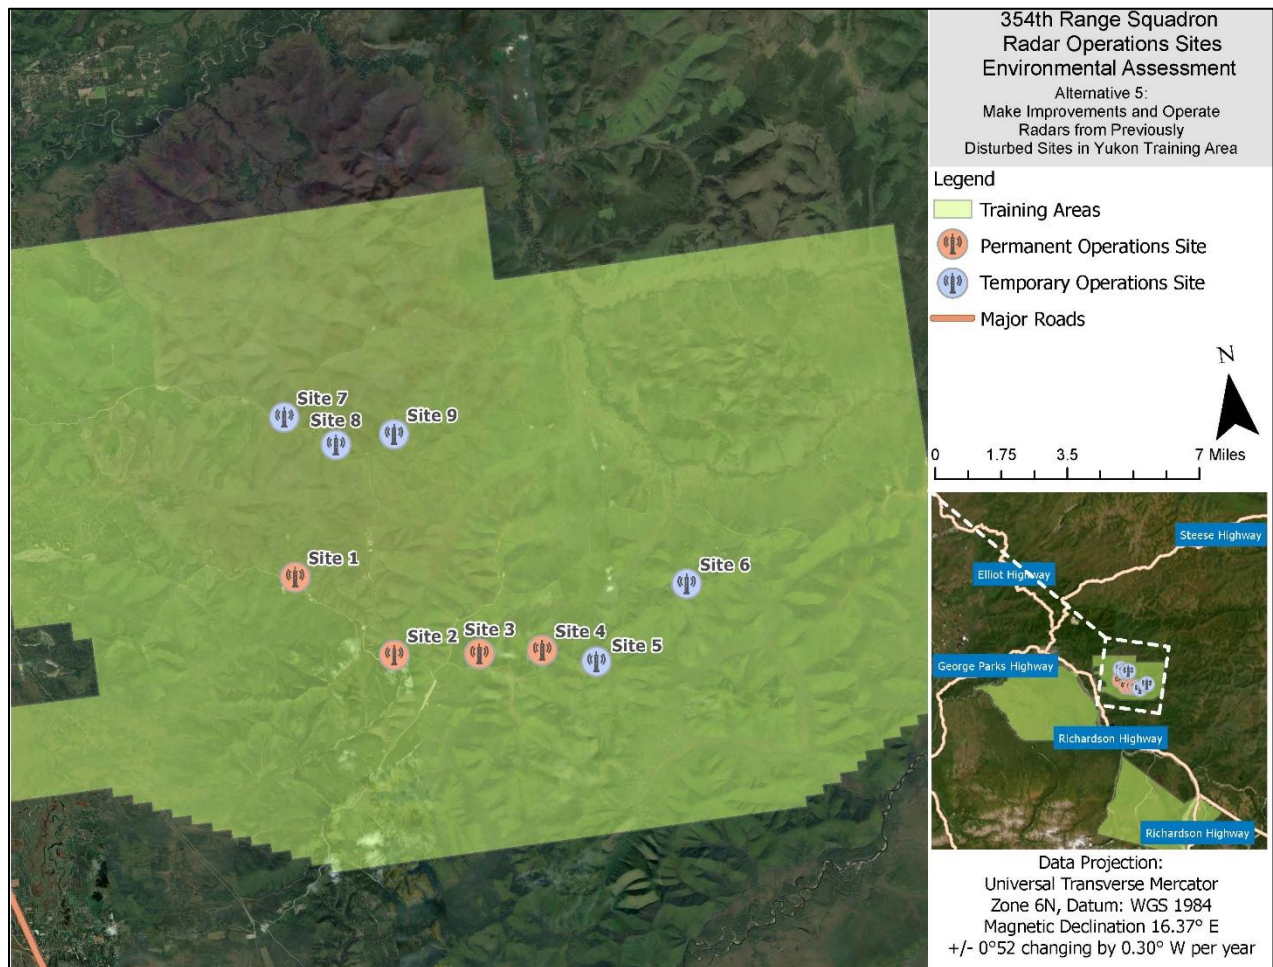 354th Range Squadron
Radar Operations Sites
Environmental Assessment
Alternative 5:
Make Improvements and Operate
Radars from Previously
Disturbed Sites in Yukon Training Area
Legend
Training Areas
Permanent Operations Site
Temporary Operations Site
Major Roads
N
0 1.75 3.5 7 Miles
Site 7
Site 8
Site 9
Site 1
Site 2
Site 3
Site 4
Site 5
Site 6
Steese Highway
Elliot Highway
George Parks Highway
Richardson Highway
Richardson Highway
Data Projection:
Universal Transverse Mercator
Zone 6N, Datum: WGS 1984
Magnetic Declination 16.37° E
+/- 0°52 changing by 0.30° W per year